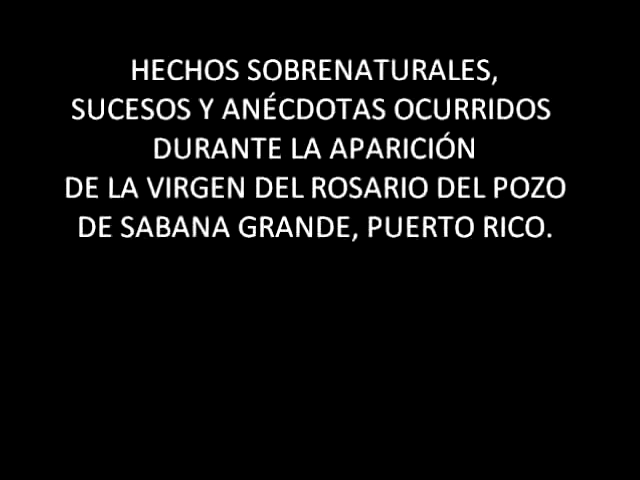 HECHOS SOBRENATURALES,
SUCESOS Y ANÉCDOTAS OCURRIDOS
DURANTE LA APARICIÓN
DE LA VIRGEN DEL ROSARIO DEL POZO
DE SABANA GRANDE, PUERTO RICO.